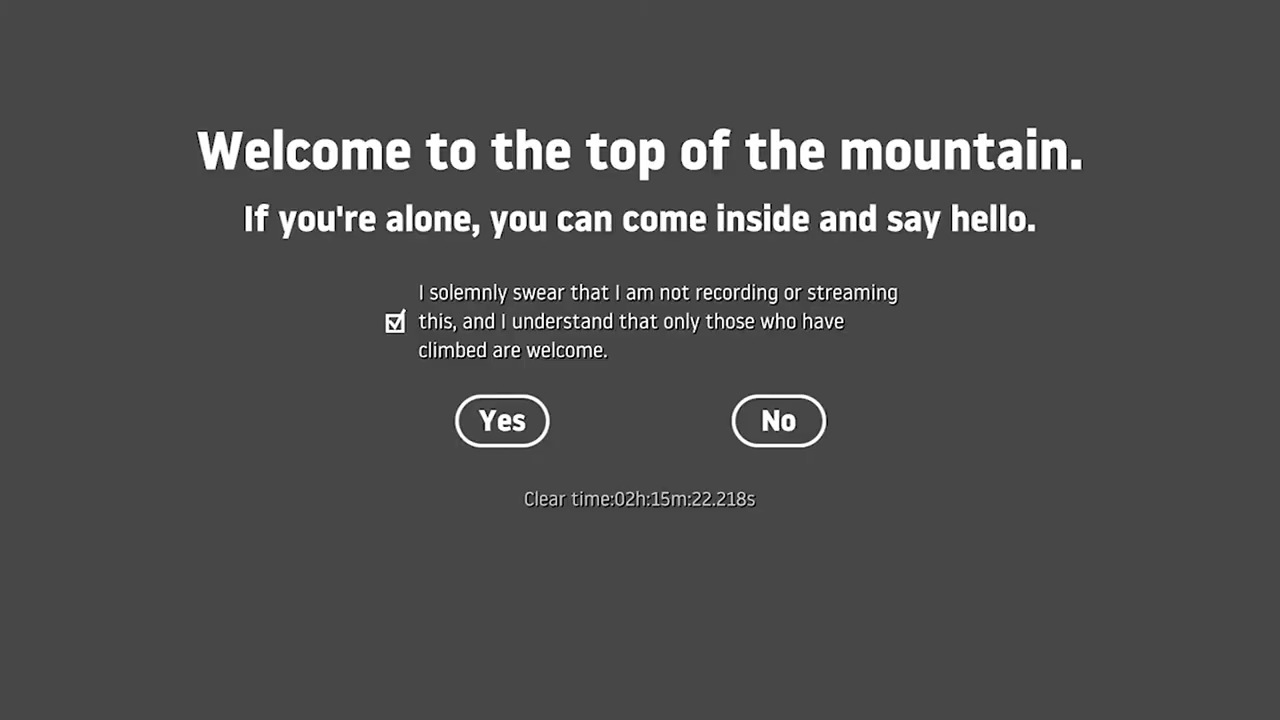 Welcome to the top of the mountain.
If you're alone, you can come inside and say hello.
I solemnly swear that I am not recording or streaming
this, and I understand that only those who have
climbed are welcome.
Yes
No
Clear time:02h:15m:22.218s